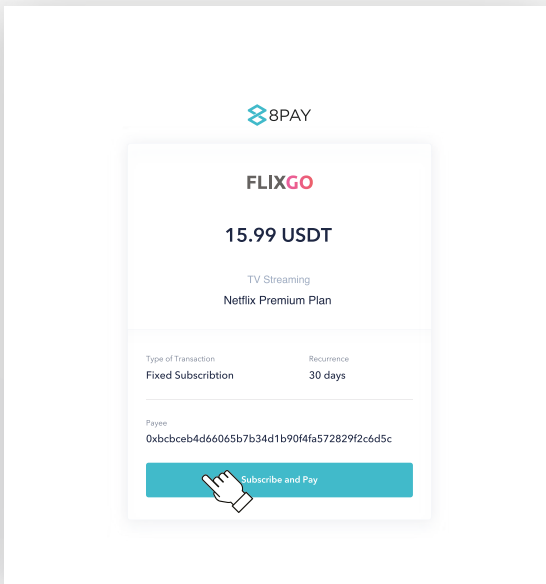 8PAY
FLIXGO
15.99 USDT
TV Streaming
Netflix Premium Plan
Type of Transaction
Recurrence
Fixed Subscribtion
30 days
Payee
0xbcbceb4d66065b7b34d1b90f4fa572829f2c6d5c
Subscribe and Pay